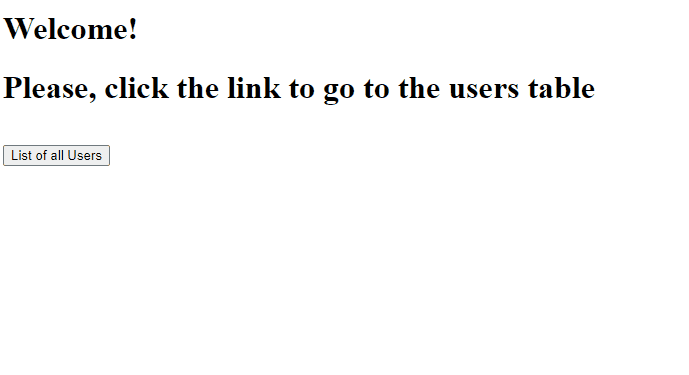 Welcome!
Please, click the link to go to the users table
List of all Users